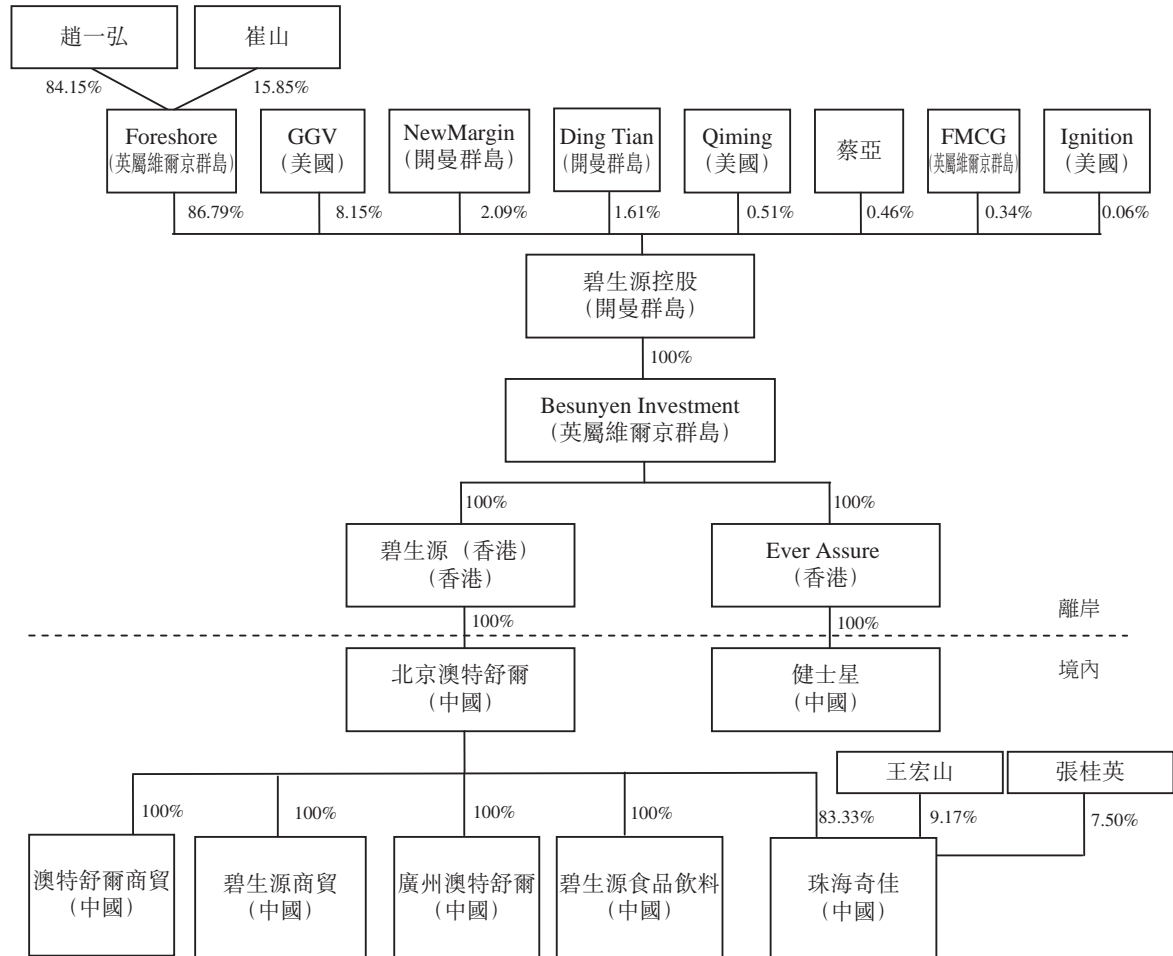 趙一弘
崔山
84.15%
15.85%
Foreshore
(英屬維爾京群島)
GGV
(美國)
NewMargin
(開曼群島)
Ding Tian
(開曼群島)
Qiming
(美國)
蔡亞
FMCG
(英屬維爾京群島)
Ignition
(美國)
86.79%
8.15%
2.09%
1.61%
0.51%
0.46%
0.34%
0.06%
碧生源控股
(開曼群島)
100%
Besunyen Investment
(英屬維爾京群島)
100%
100%
碧生源（香港）
(香港)
Ever Assure
(香港)
離岸
100%
100%
北京澳特舒爾
(中國)
健士星
(中國)
境內
王宏山
張桂英
100%
100%
100%
100%
83.33%
9.17%
7.50%
澳特舒爾商貿
(中國)
碧生源商貿
(中國)
廣州澳特舒爾
(中國)
碧生源食品飲料
(中國)
珠海奇佳
(中國)